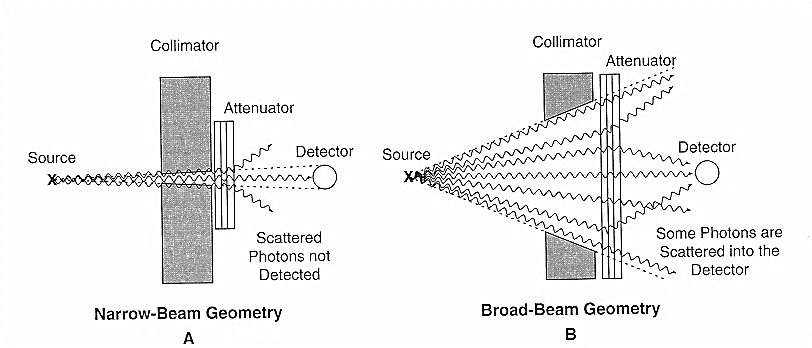 Collimator
Attenuator
Source
X
Detector
Scattered
Photons not
Detected
Narrow-Beam Geometry
A
Collimator
Attenuator
Source
X
Detector
Some Photons are
Scattered into the
Detector
Broad-Beam Geometry
B